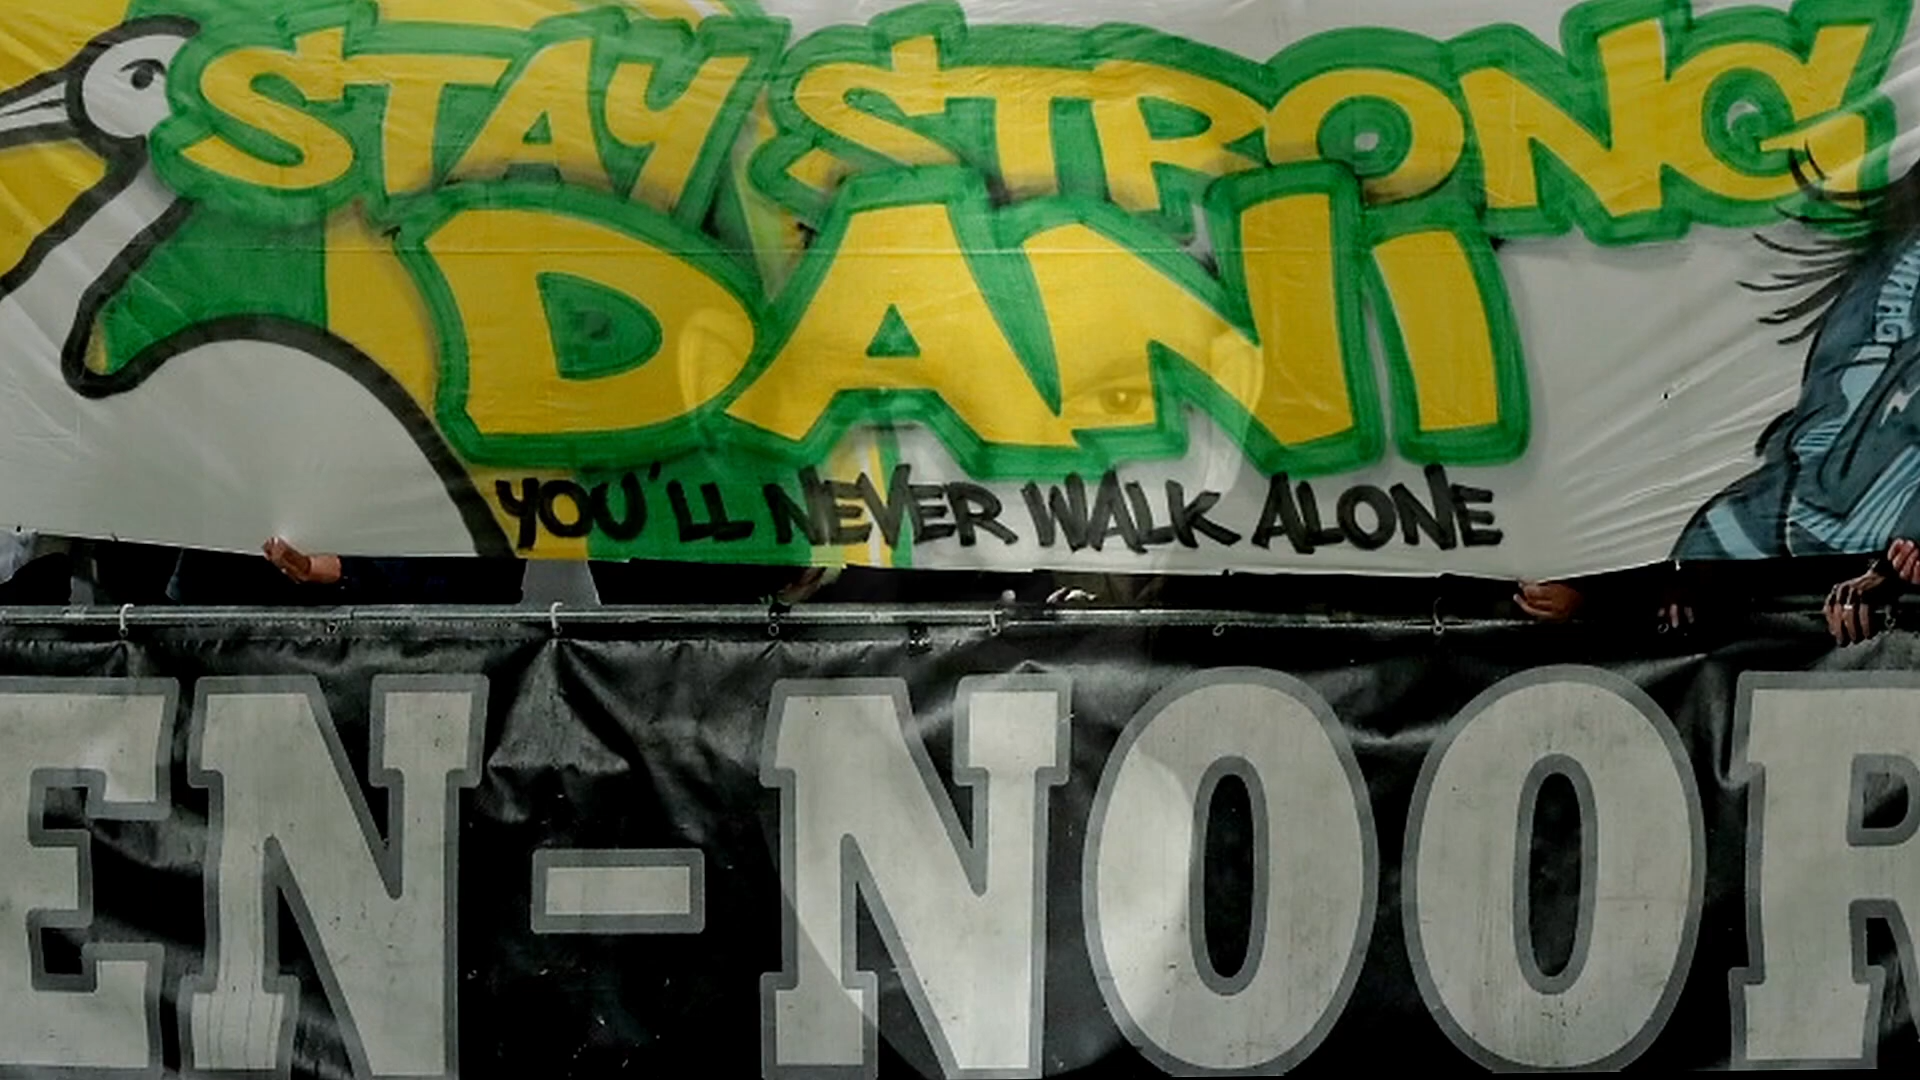 STAY STRONG
DANI
YOU'LL NEVER WALK ALONE
EN-NOOR